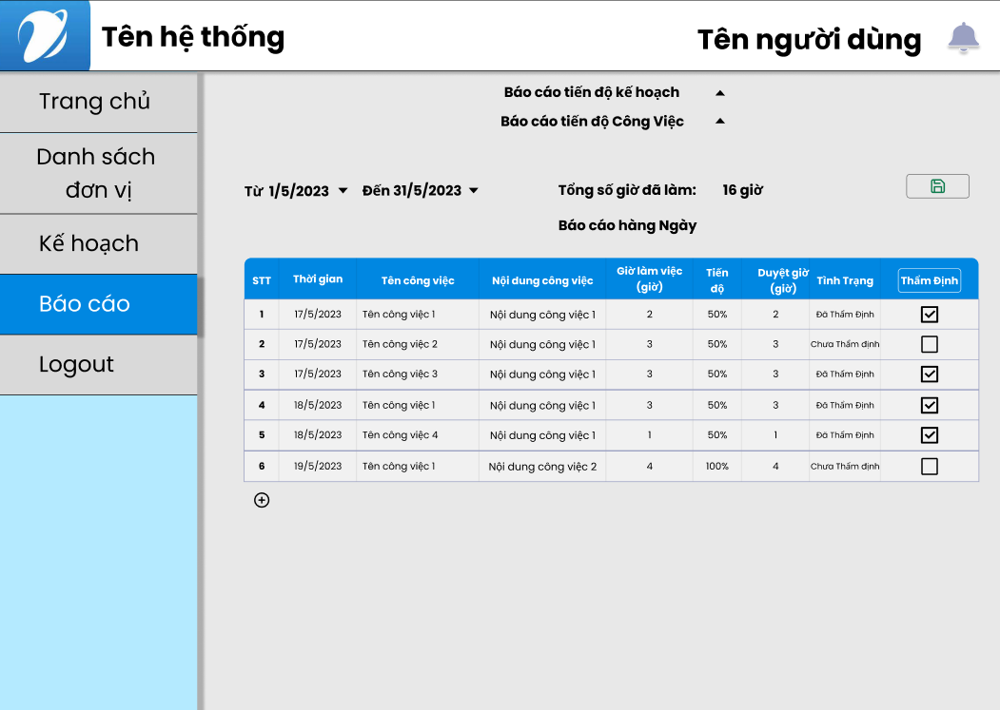 Tên hệ thống
Tên người dùng
Trang chủ
Danh sách
đơn vị
Kế hoạch
Báo cáo
Logout
Báo cáo tiến độ kế hoạch
Báo cáo tiến độ Công Việc
Từ 1/5/2023 Đến 31/5/2023 Tổng số giờ đã làm: 16 giờ
Báo cáo hàng Ngày
STT Thời gian Tên công việc Nội dung công việc Giờ làm việc (giờ) Tiến độ Duyệt giờ (giờ) Tình Trạng Thẩm Định
1 17/5/2023 Tên công việc 1 Nội dung công việc 1 2 50% 2 Đã Thẩm Định
2 17/5/2023 Tên công việc 2 Nội dung công việc 1 3 50% 3 Chưa Thẩm định
3 17/5/2023 Tên công việc 3 Nội dung công việc 1 3 50% 3 Đã Thẩm Định
4 18/5/2023 Tên công việc 1 Nội dung công việc 1 3 50% 3 Đã Thẩm Định
5 18/5/2023 Tên công việc 4 Nội dung công việc 1 1 50% 1 Đã Thẩm Định
6 19/5/2023 Tên công việc 1 Nội dung công việc 2 4 100% 4 Chưa Thẩm định